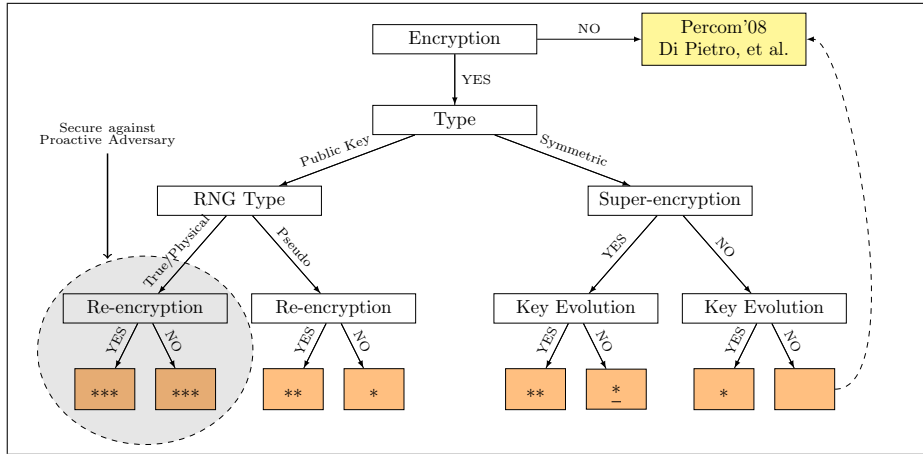 Encryption
NO
Percom'08
Di Pietro, et al.
YES
Type
Secure against
Proactive Adversary
Public Key
Symmetric
RNG Type
Super-encryption
True/Physical
Pseudo
YES
NO
Re-encryption
Re-encryption
Key Evolution
Key Evolution
YES
NO
YES
NO
YES
NO
YES
NO
***
***
**
*
**
*
*